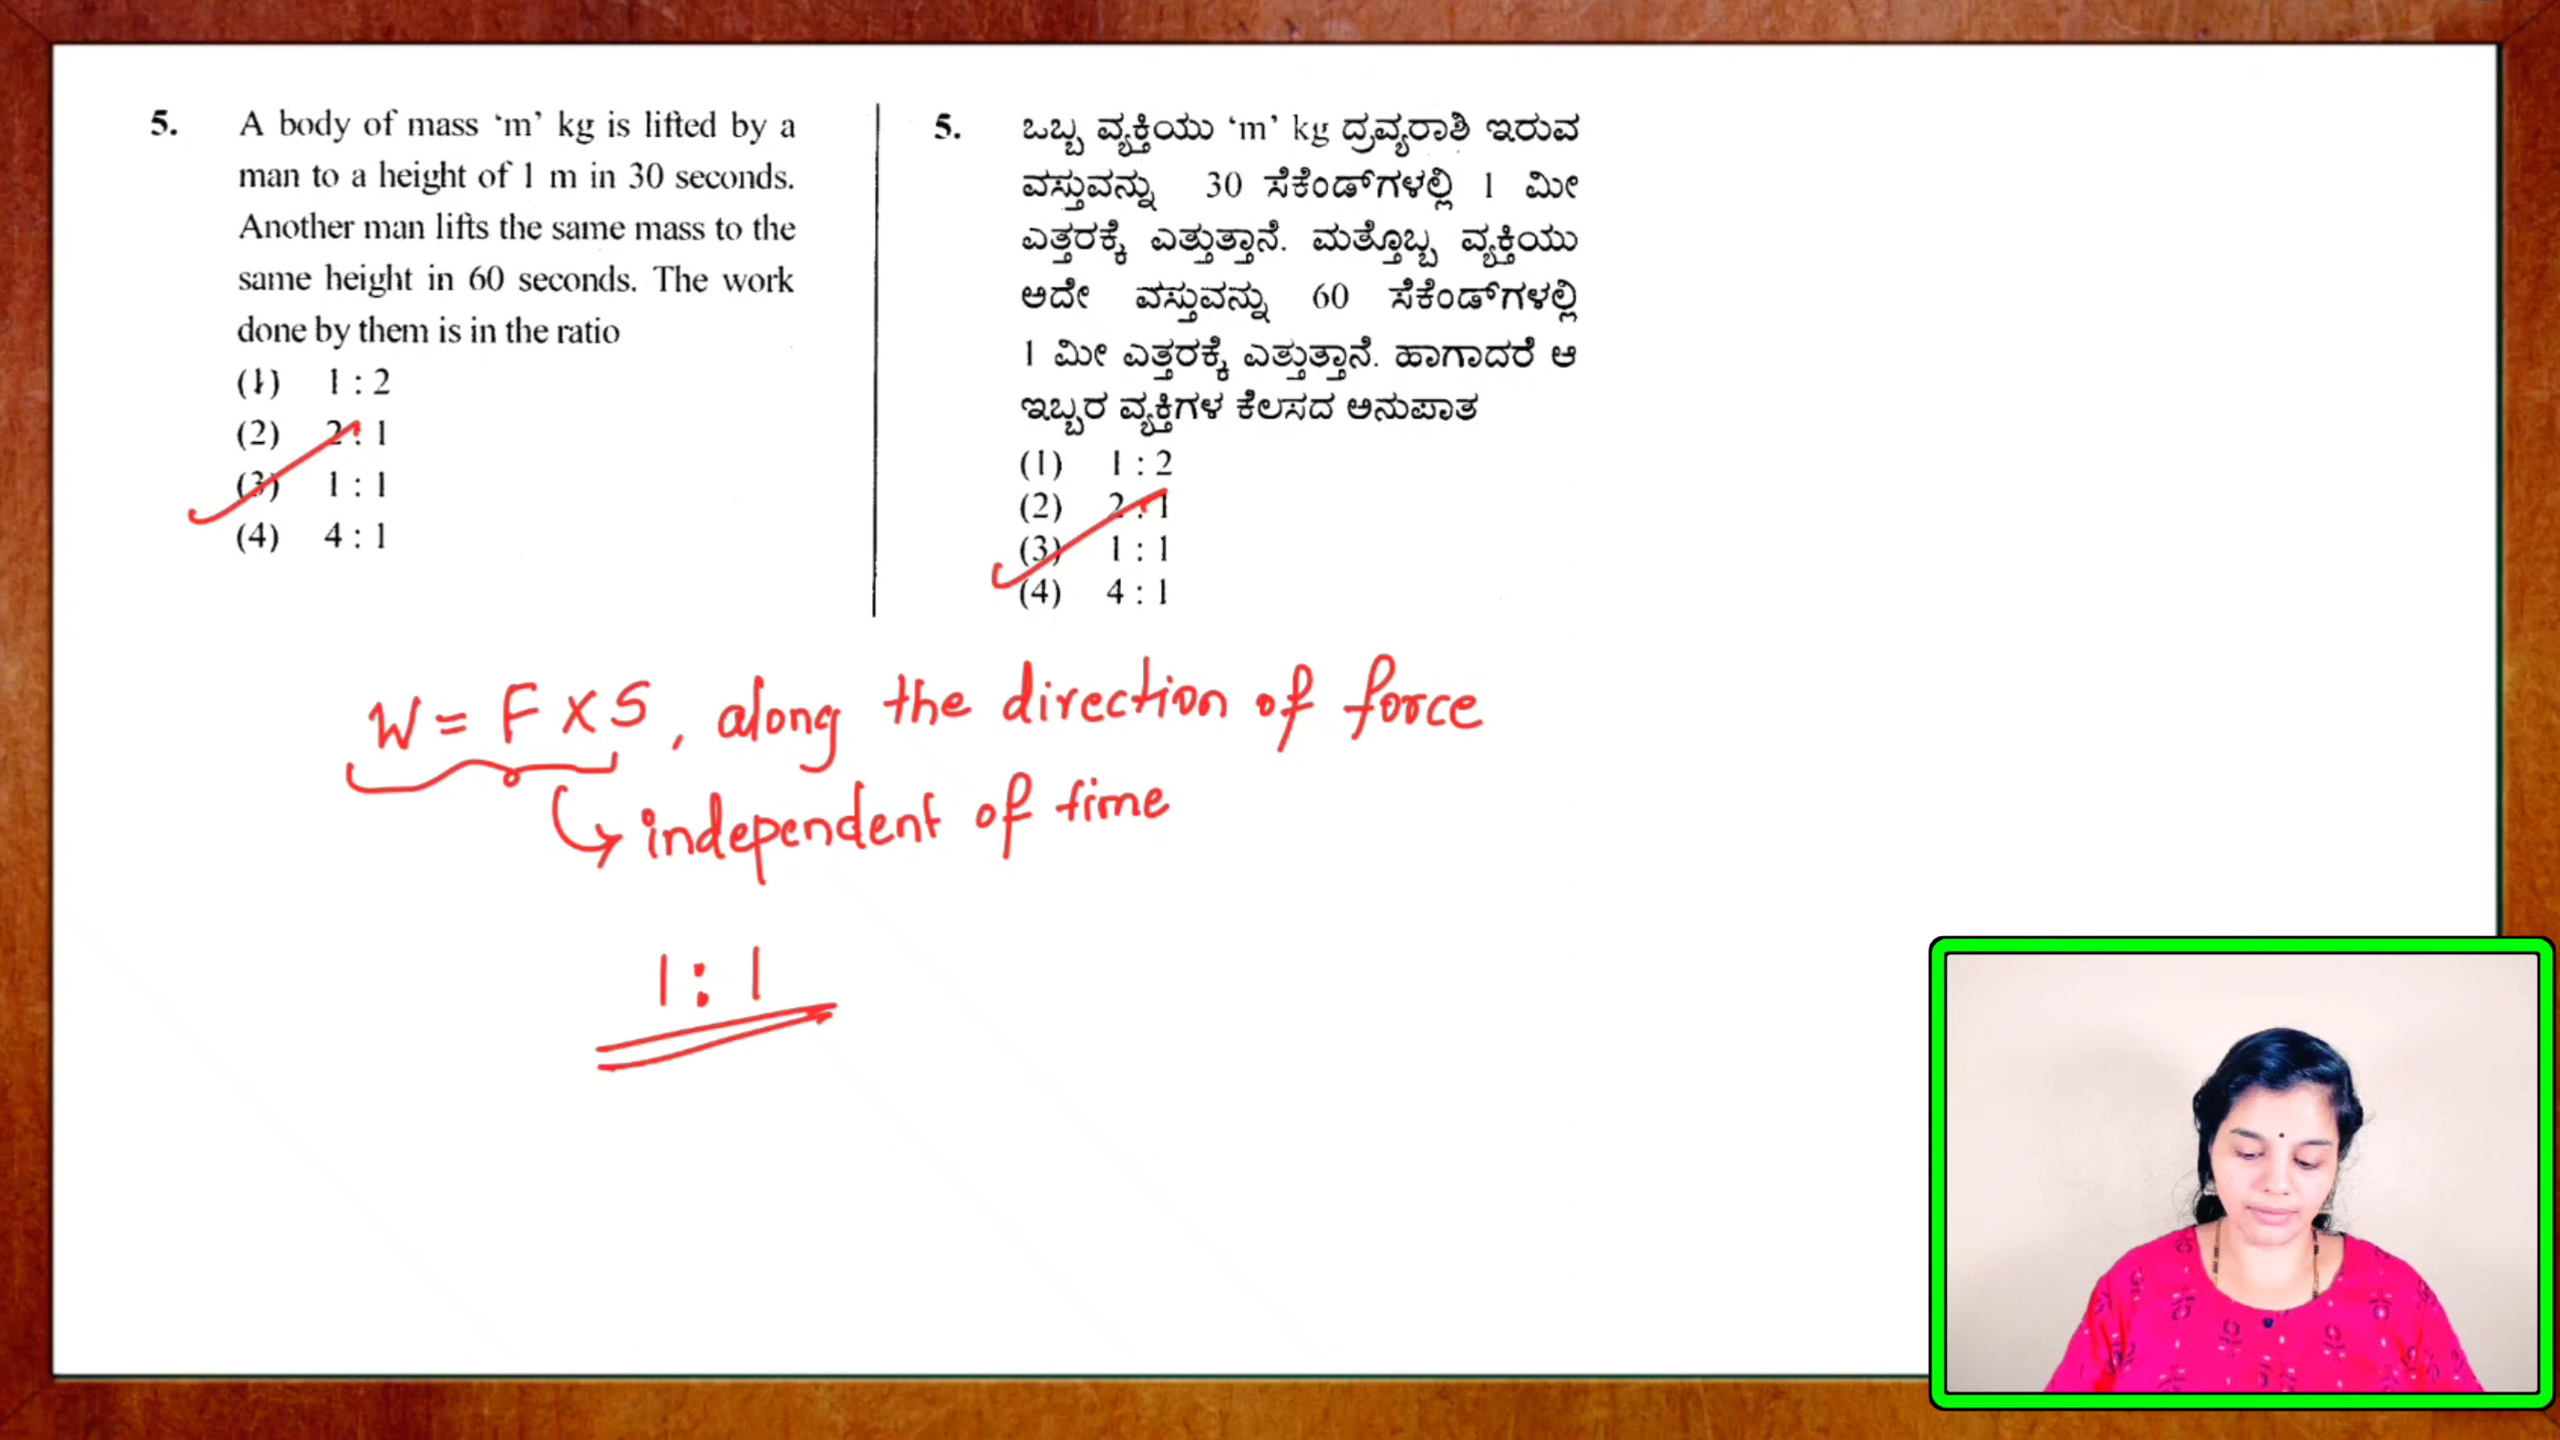 5. A body of mass ‘m’ kg is lifted by a
man to a height of 1 m in 30 seconds.
Another man lifts the same mass to the
same height in 60 seconds. The work
done by them is in the ratio
(1) 1 : 2
(2) 2 : 1
(3) 1 : 1
(4) 4 : 1
5. ಒಬ್ಬ ವ್ಯಕ್ತಿಯು ‘m’ kg ದ್ರವ್ಯರಾಶಿ ಇರುವ
ವಸ್ತುವನ್ನು 30 ಸೆಕೆಂಡ್‌ಗಳಲ್ಲಿ 1 ಮೀ
ಎತ್ತರಕ್ಕೆ ಎತ್ತುತ್ತಾನೆ. ಮತ್ತೊಬ್ಬ ವ್ಯಕ್ತಿಯು
ಅದೇ ವಸ್ತುವನ್ನು 60 ಸೆಕೆಂಡ್‌ಗಳಲ್ಲಿ
1 ಮೀ ಎತ್ತರಕ್ಕೆ ಎತ್ತುತ್ತಾನೆ. ಹಾಗಾದರೆ ಆ
ಇಬ್ಬರ ವ್ಯಕ್ತಿಗಳ ಕೆಲಸದ ಅನುಪಾತ
(1) 1 : 2
(2) 2 : 1
(3) 1 : 1
(4) 4 : 1
W = F X S, along the direction of force
independent of time
1 : 1